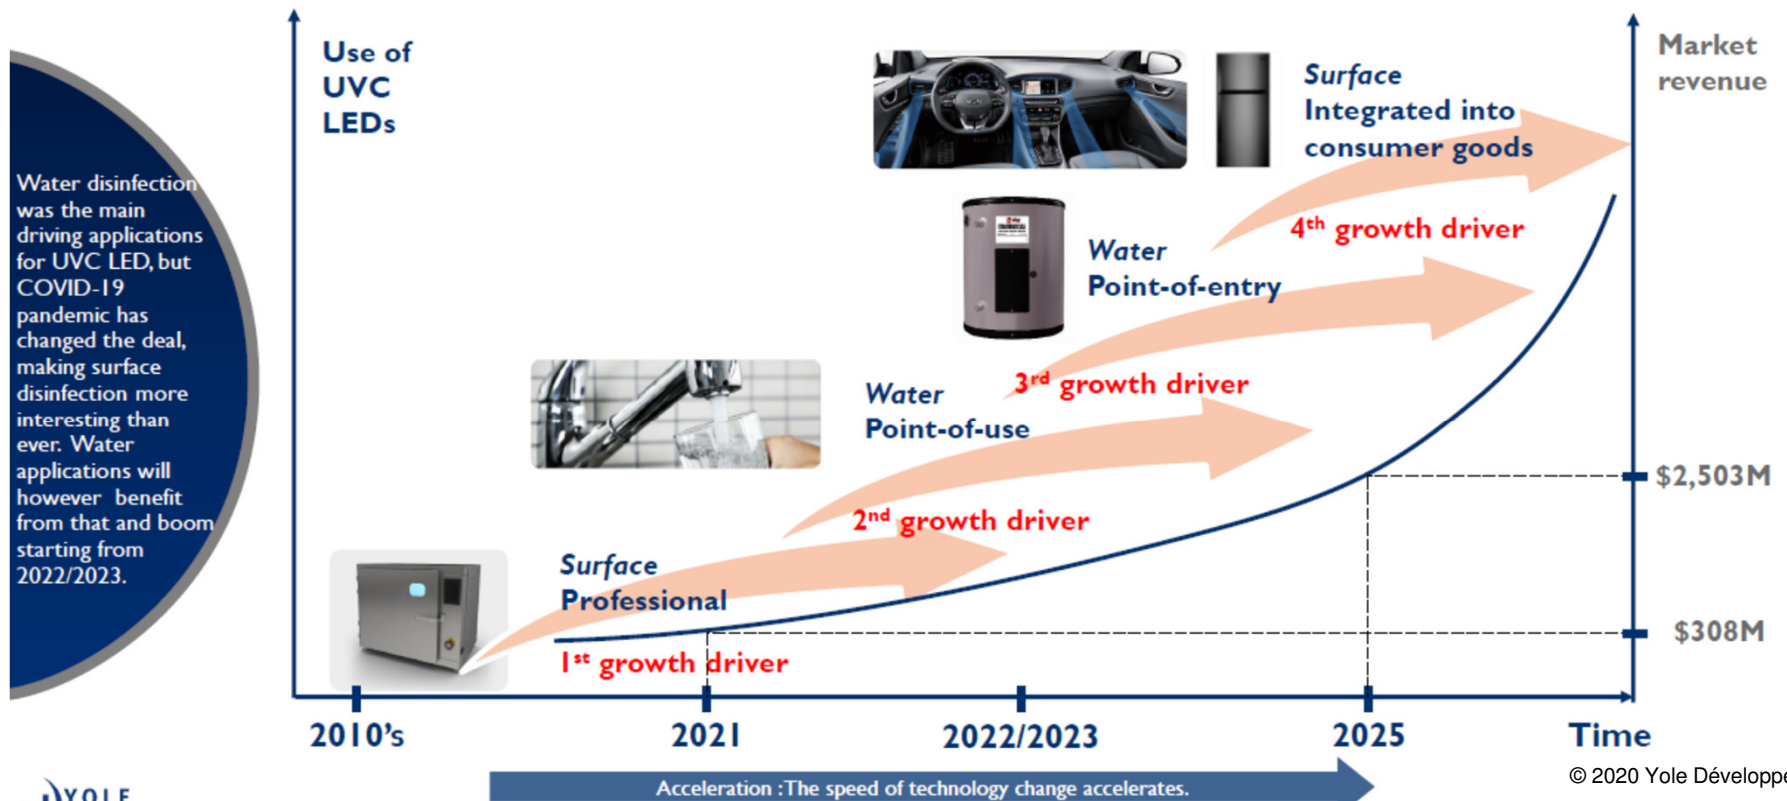 Use of
UVC
LEDs
Market
revenue
Surface
Integrated into
consumer goods
4th growth driver
Water
Point-of-entry
3rd growth driver
Water
Point-of-use
2nd growth driver
Surface
Professional
1st growth driver
$2,503M
$308M
Water disinfection
was the main
driving applications
for UVC LED, but
COVID-19
pandemic has
changed the deal,
making surface
disinfection more
interesting than
ever. Water
applications will
however benefit
from that and boom
starting from
2022/2023.
2010's
2021
2022/2023
2025
Time
Acceleration :The speed of technology change accelerates.
YOLE
© 2020 Yole Développe